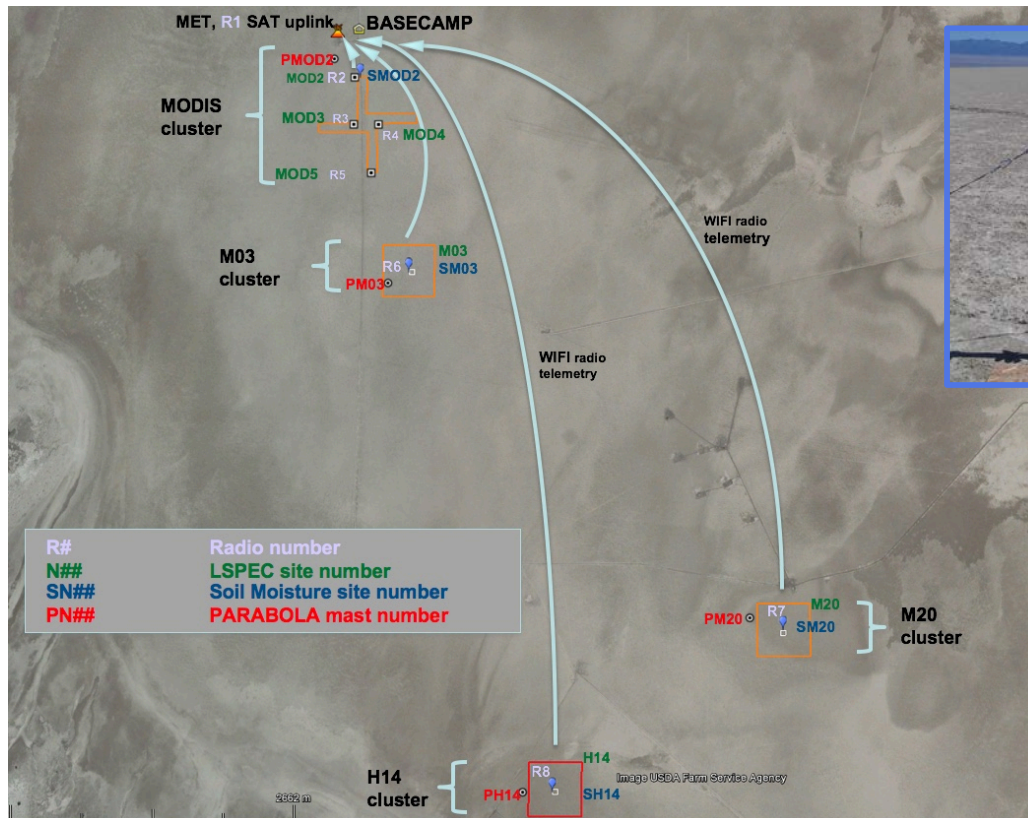 MET, R1 SAT uplink
BASECAMP
PMOD2
MOD2 R2 SMOD2
MODIS
cluster
MOD3 R3
R4 MOD4
MOD5 R5
M03
cluster
M03
R6 SM03
PM03
WIFI radio
telemetry
WIFI radio
telemetry
R# Radio number
N## LSPEC site number
SN## Soil Moisture site number
PN## PARABOLA mast number
M20
R7
PM20 SM20
M20
cluster
H14
R8
H14
cluster
PH14 SH14
Image USDA Farm Service Agency
2662 m